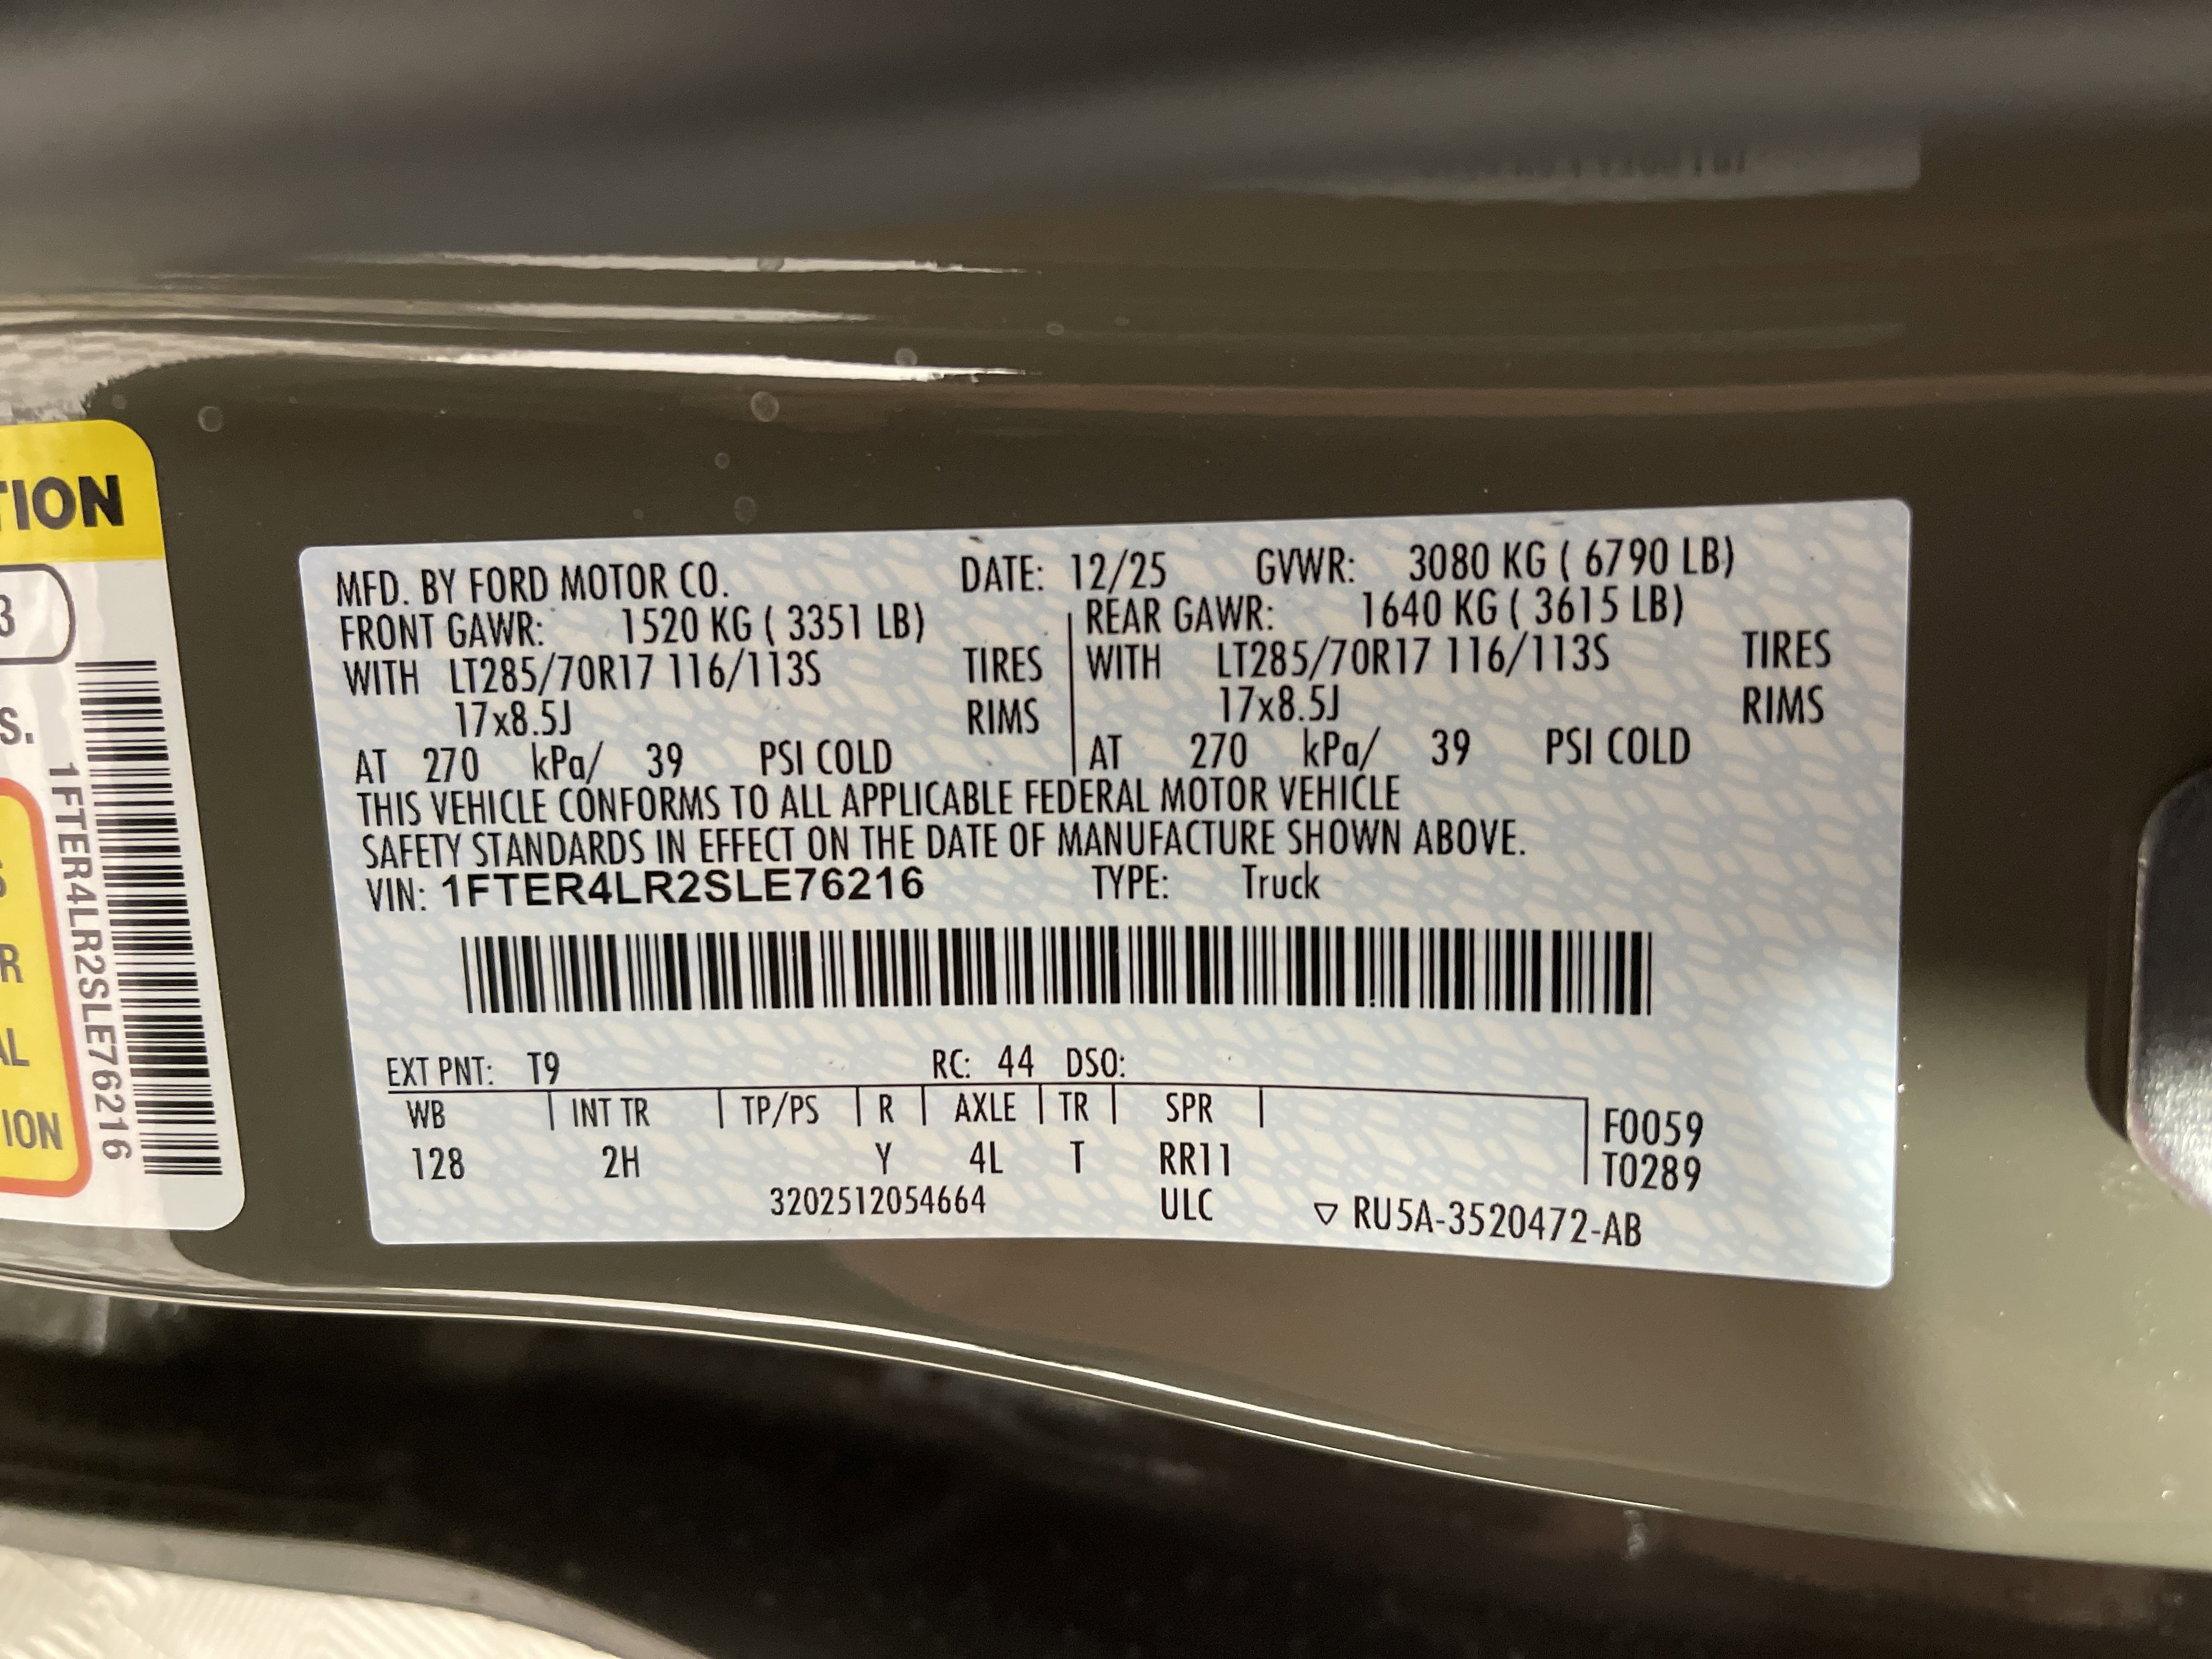 TION
3
S.
S
R
AL
ION
1FTER4LR2SLE76216
MFD. BY FORD MOTOR CO. DATE: 12/25 GVWR: 3080 KG ( 6790 LB)
FRONT GAWR: 1520 KG ( 3351 LB) REAR GAWR: 1640 KG ( 3615 LB)
WITH LT285/70R17 116/113S TIRES WITH LT285/70R17 116/113S TIRES
17x8.5J RIMS 17x8.5J RIMS
AT 270 kPa/ 39 PSI COLD AT 270 kPa/ 39 PSI COLD
THIS VEHICLE CONFORMS TO ALL APPLICABLE FEDERAL MOTOR VEHICLE
SAFETY STANDARDS IN EFFECT ON THE DATE OF MANUFACTURE SHOWN ABOVE.
VIN: 1FTER4LR2SLE76216 TYPE: Truck
EXT PNT: T9 RC: 44 DSO:
WB INT TR TP/PS R AXLE TR SPR F0059
128 2H Y 4L T RR11 T0289
3202512054664 ULC ▽ RU5A-3520472-AB